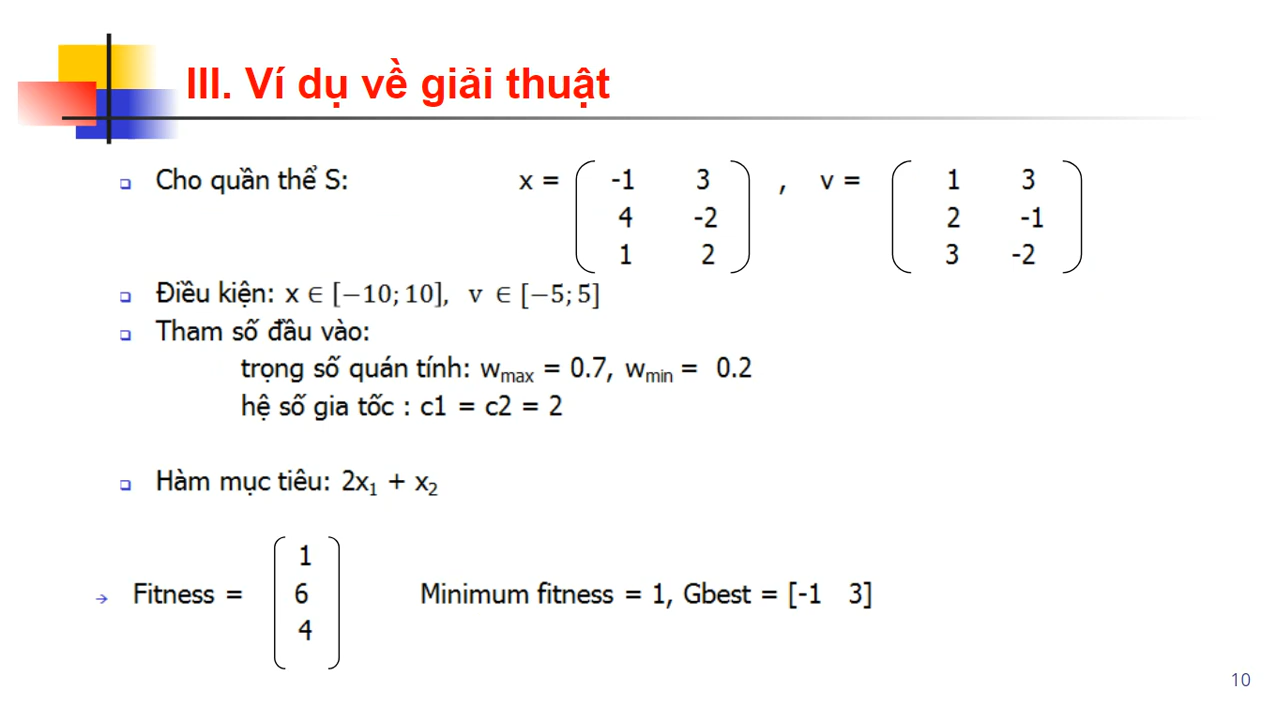 III. Ví dụ về giải thuật
Cho quần thể S: x = -1 3 , v = 1 3
4 -2 2 -1
1 2 3 -2
Điều kiện: x ∈ [−10; 10], v ∈ [−5; 5]
Tham số đầu vào:
trọng số quán tính: wmax = 0.7, wmin = 0.2
hệ số gia tốc : c1 = c2 = 2
Hàm mục tiêu: 2x1 + x2
1
→ Fitness = 6 Minimum fitness = 1, Gbest = [-1 3]
4
10